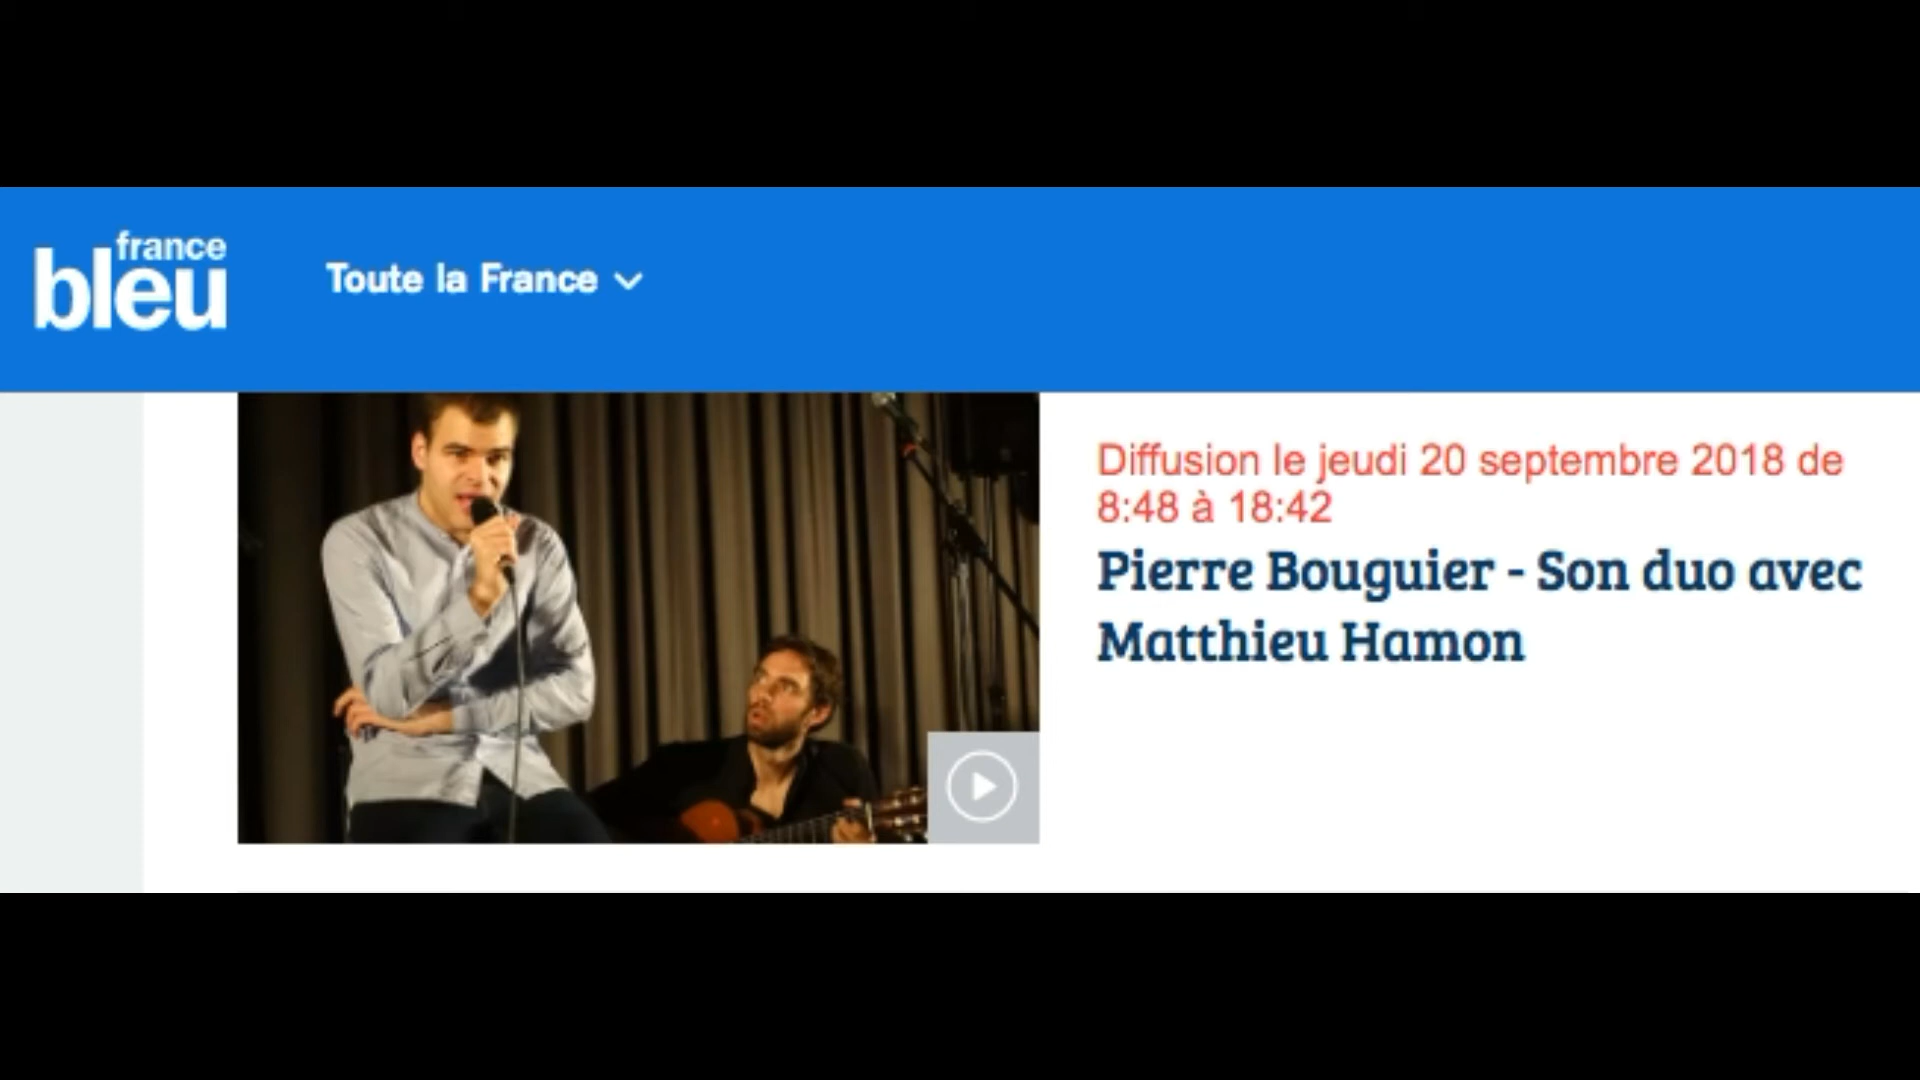 france
bleu
Toute la France
Diffusion le jeudi 20 septembre 2018 de
8:48 à 18:42
Pierre Bouguier - Son duo avec
Matthieu Hamon